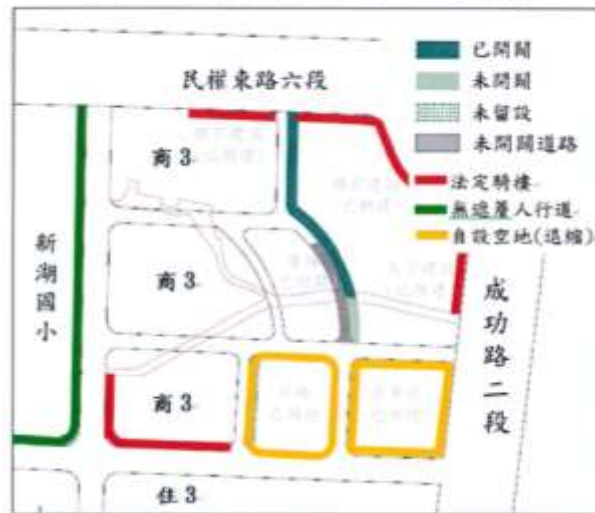 已開闢
民權東路六段
未開闢
未留設
未開闢道路
商3
法定騎樓
無遮簷人行道
自設空地(退縮)
新湖國小
商3
成功路二段
商3
住3